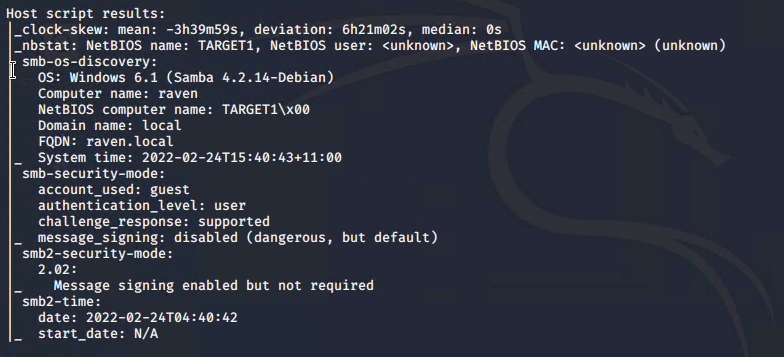 Host script results:
|_clock-skew: mean: -3h39m59s, deviation: 6h21m02s, median: 0s
|_nbstat: NetBIOS name: TARGET1, NetBIOS user: <unknown>, NetBIOS MAC: <unknown> (unknown)
| smb-os-discovery:
|   OS: Windows 6.1 (Samba 4.2.14-Debian)
|   Computer name: raven
|   NetBIOS computer name: TARGET1\x00
|   Domain name: local
|   FQDN: raven.local
|_  System time: 2022-02-24T15:40:43+11:00
| smb-security-mode:
|   account_used: guest
|   authentication_level: user
|   challenge_response: supported
|_  message_signing: disabled (dangerous, but default)
| smb2-security-mode:
|   2.02:
|_    Message signing enabled but not required
| smb2-time:
|   date: 2022-02-24T04:40:42
|_  start_date: N/A